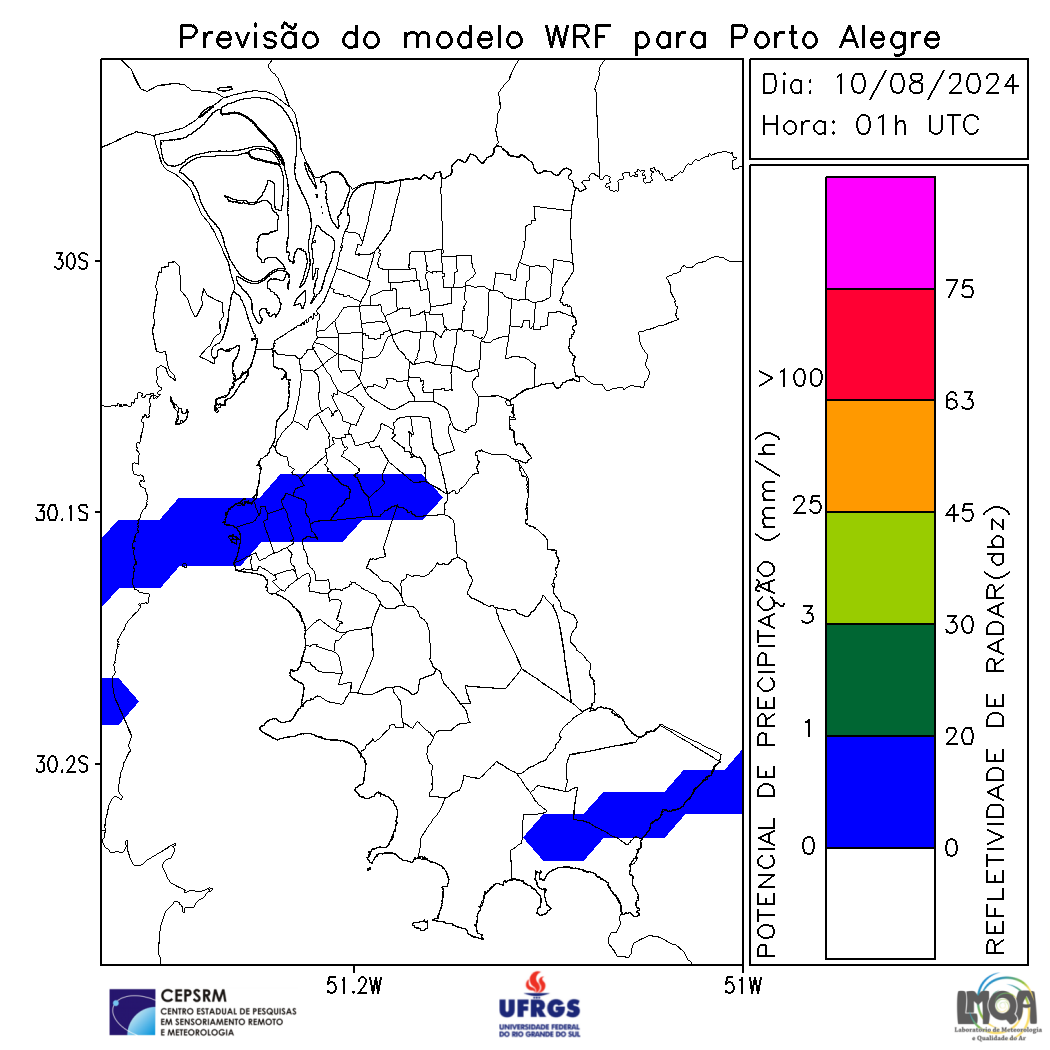 Previsão do modelo WRF para Porto Alegre
Dia: 10/08/2024
Hora: 01h UTC
30S
30.1S
30.2S
51.2W
51W
POTENCIAL DE PRECIPITAÇÃO (mm/h)
>100
25
3
1
0
75
63
45
30
20
0
REFLETIVIDADE DE RADAR(dbz)
CEPSRM
CENTRO ESTADUAL DE PESQUISAS
EM SENSORIAMENTO REMOTO
E METEOROLOGIA
UFRGS
UNIVERSIDADE FEDERAL
DO RIO GRANDE DO SUL
LMQA
Laboratório de Meteorologia
e Qualidade do Ar